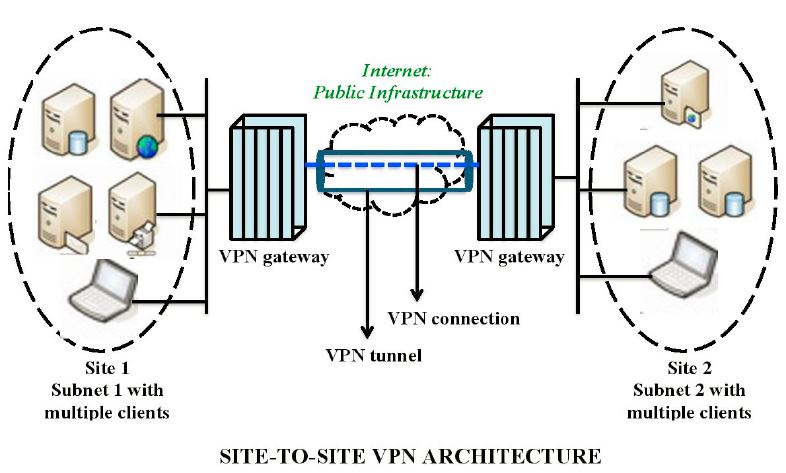 Internet:
Public Infrastructure
VPN gateway
VPN gateway
VPN connection
VPN tunnel
Site 1
Subnet 1 with
multiple clients
Site 2
Subnet 2 with
multiple clients
SITE-TO-SITE VPN ARCHITECTURE